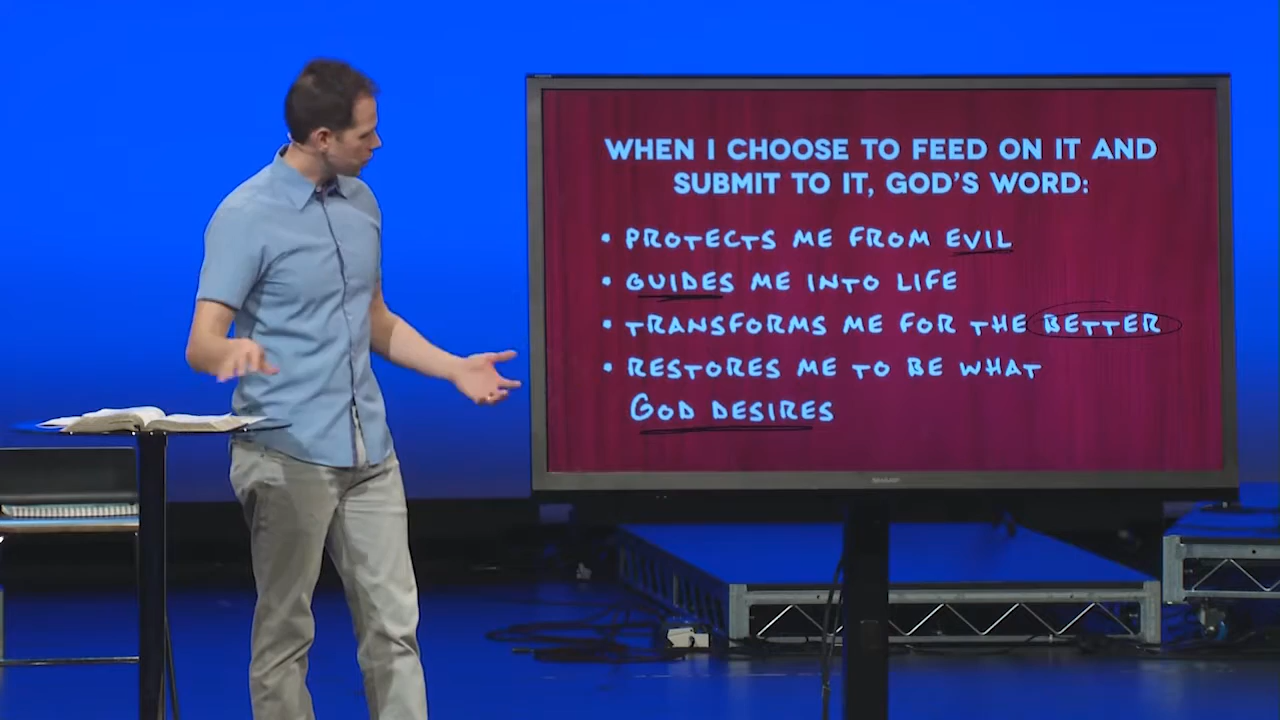 WHEN I CHOOSE TO FEED ON IT AND
SUBMIT TO IT, GOD'S WORD:
• PROTECTS ME FROM EVIL
• GUIDES ME INTO LIFE
• TRANSFORMS ME FOR THE BETTER
• RESTORES ME TO BE WHAT
GOD DESIRES
SHARP